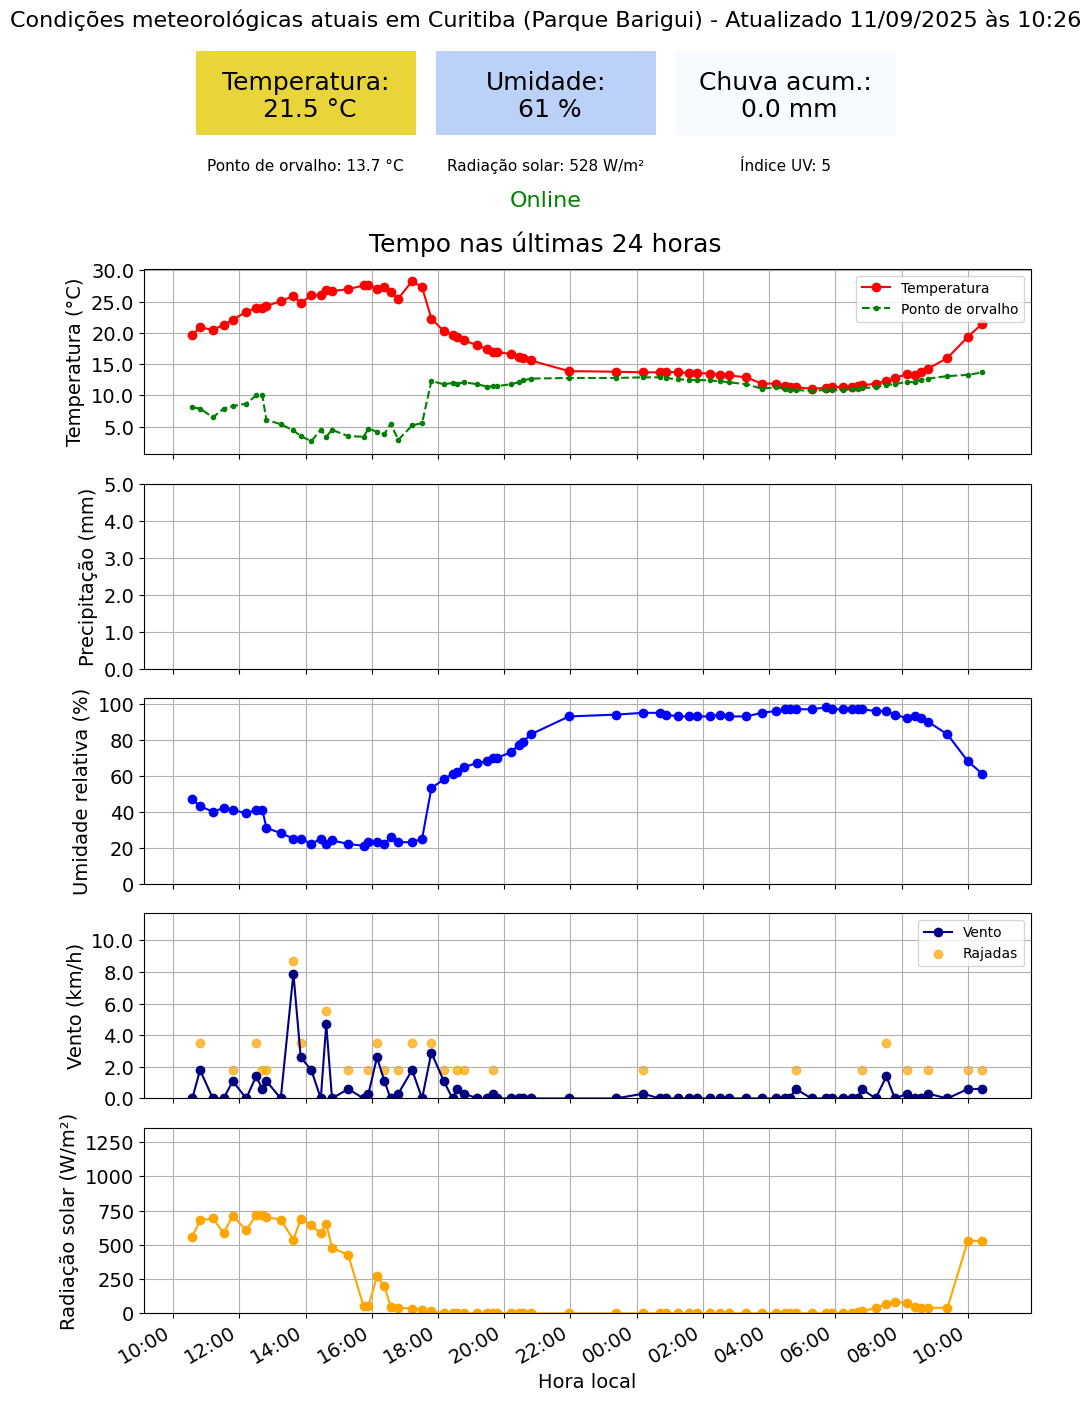 Condições meteorológicas atuais em Curitiba (Parque Barigui) - Atualizado 11/09/2025 às 10:26
Temperatura:
21.5 °C
Umidade:
61 %
Chuva acum.:
0.0 mm
Ponto de orvalho: 13.7 °C
Radiação solar: 528 W/m²
Índice UV: 5
Online
Tempo nas últimas 24 horas
Temperatura (°C)
30.0
25.0
20.0
15.0
10.0
5.0
Temperatura
Ponto de orvalho
Precipitação (mm)
5.0
4.0
3.0
2.0
1.0
0.0
Umidade relativa (%)
100
80
60
40
20
0
Vento (km/h)
10.0
8.0
6.0
4.0
2.0
0.0
Vento
Rajadas
Radiação solar (W/m²)
1250
1000
750
500
250
0
10:00
12:00
14:00
16:00
18:00
20:00
22:00
00:00
02:00
04:00
06:00
08:00
10:00
Hora local